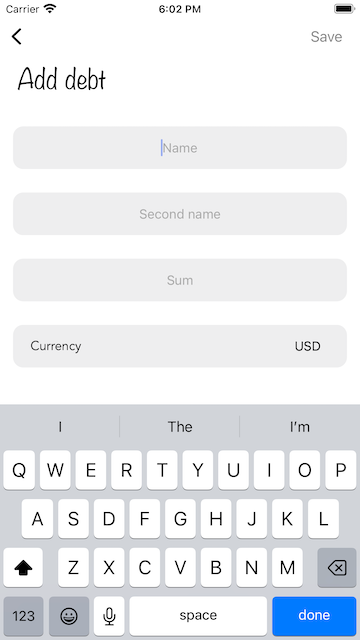 Carrier 6:02 PM
Save
Add debt
Name
Second name
Sum
Currency USD
I The I'm
Q W E R T Y U I O P
A S D F G H J K L
Z X C V B N M
123 space done